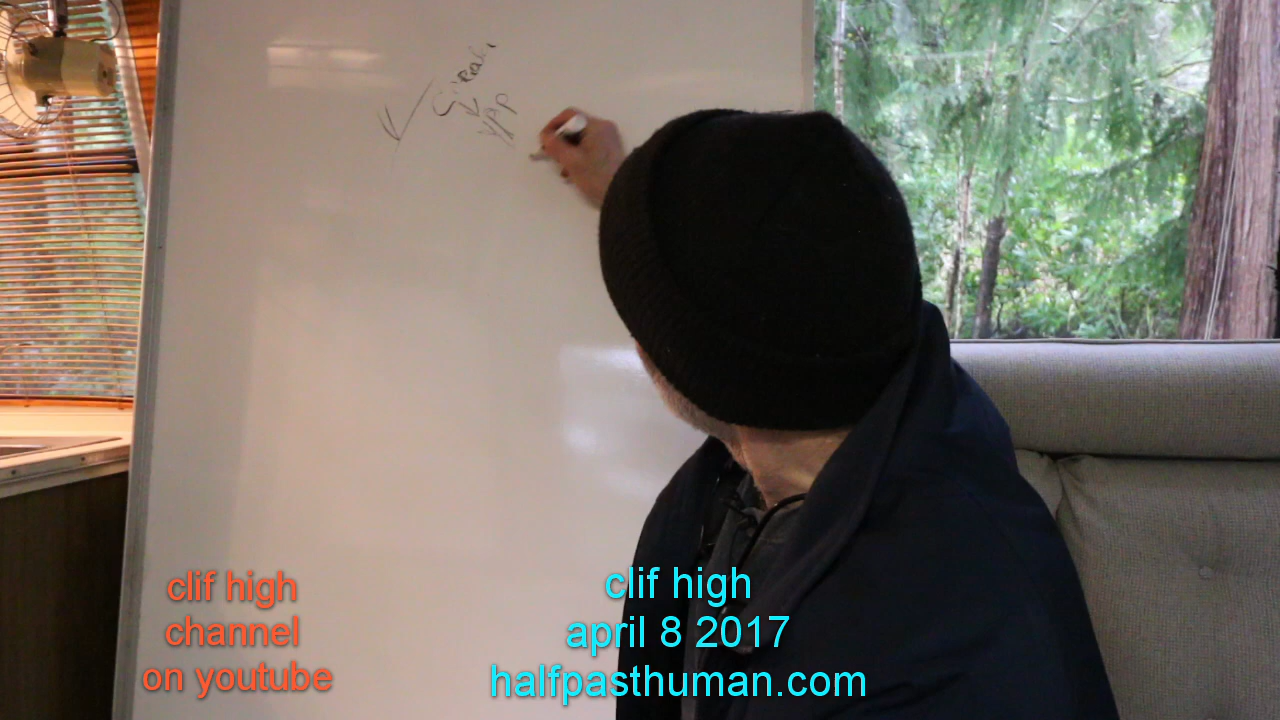 clif high
channel
on youtube
clif high
april 8 2017
halfpasthuman.com